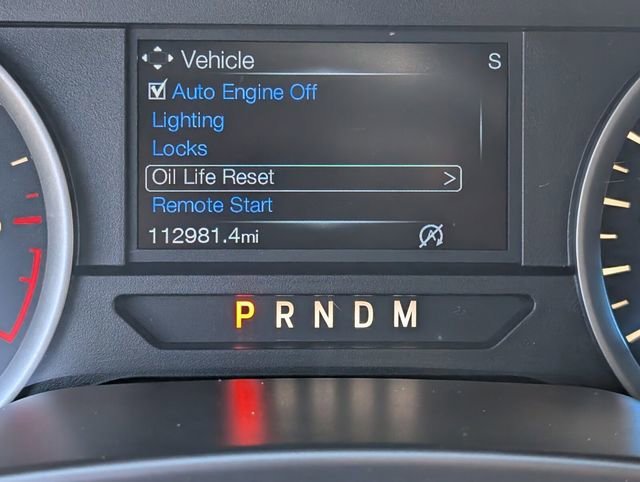 Vehicle S
Auto Engine Off
Lighting
Locks
Oil Life Reset >
Remote Start
112981.4mi
P R N D M